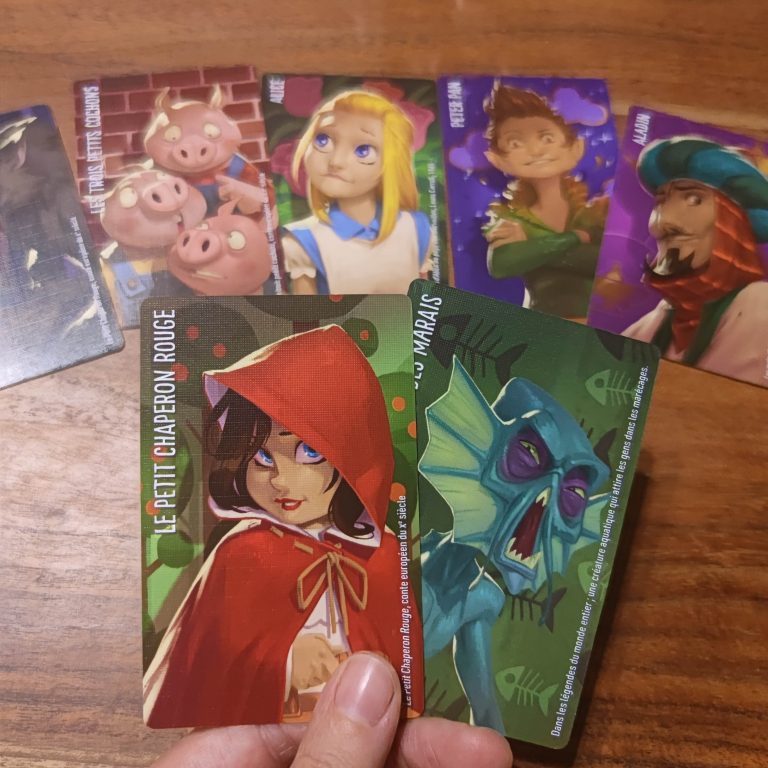 LES TROIS PETITS COCHONS
ALICE
PETER PAN
ALADIN
LE PETIT CHAPERON ROUGE
Le Petit Chaperon Rouge, conte européen du Xᵉ siècle
DES MARAIS
Dans les légendes du monde entier ; une créature aquatique qui attire les gens dans les marécages.